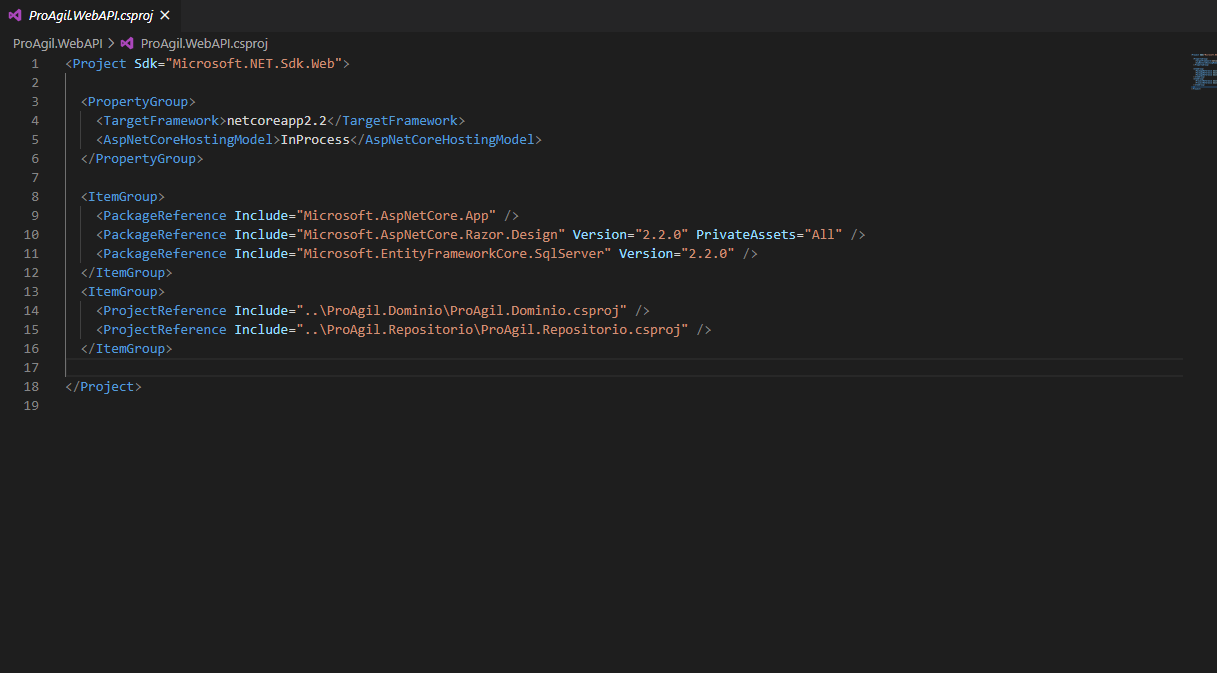 ProAgil.WebAPI.csproj
ProAgil.WebAPI > ProAgil.WebAPI.csproj
1 <Project Sdk="Microsoft.NET.Sdk.Web">
2
3 <PropertyGroup>
4 <TargetFramework>netcoreapp2.2</TargetFramework>
5 <AspNetCoreHostingModel>InProcess</AspNetCoreHostingModel>
6 </PropertyGroup>
7
8 <ItemGroup>
9 <PackageReference Include="Microsoft.AspNetCore.App" />
10 <PackageReference Include="Microsoft.AspNetCore.Razor.Design" Version="2.2.0" PrivateAssets="All" />
11 <PackageReference Include="Microsoft.EntityFrameworkCore.SqlServer" Version="2.2.0" />
12 </ItemGroup>
13 <ItemGroup>
14 <ProjectReference Include="..\ProAgil.Dominio\ProAgil.Dominio.csproj" />
15 <ProjectReference Include="..\ProAgil.Repositorio\ProAgil.Repositorio.csproj" />
16 </ItemGroup>
17
18 </Project>
19